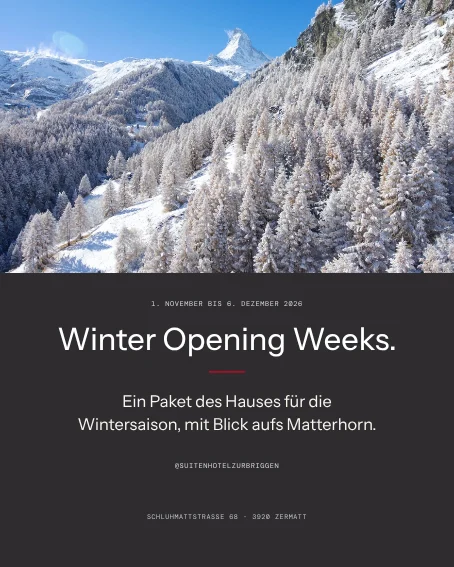 1. NOVEMBER BIS 6. DEZEMBER 2026
Winter Opening Weeks.
Ein Paket des Hauses für die
Wintersaison, mit Blick aufs Matterhorn.
@SUITENHOTELZURBRIGGEN
SCHLUHMATTSTRASSE 68 · 3920 ZERMATT